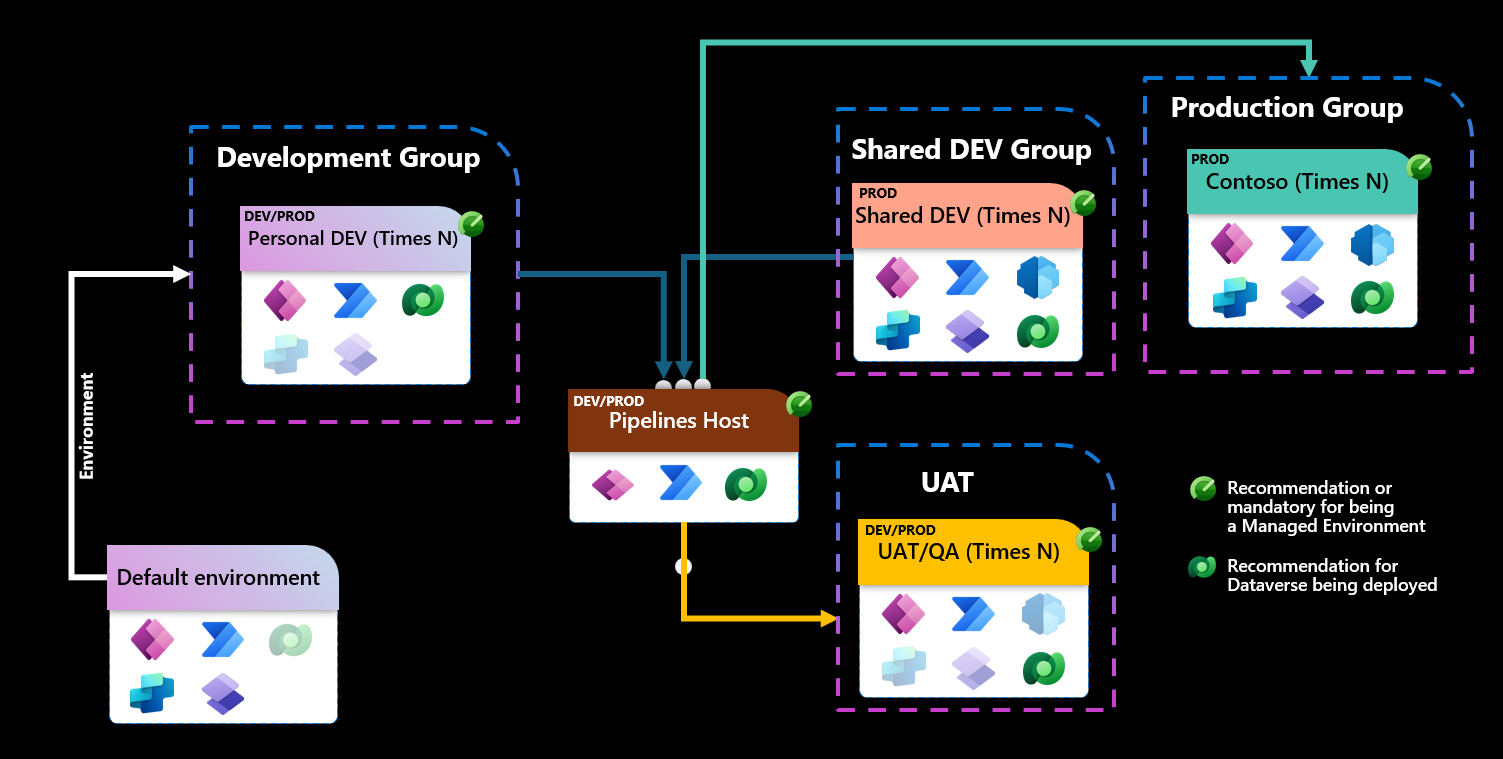 Production Group
PROD
Contoso (Times N)
Shared DEV Group
PROD
Shared DEV (Times N)
Development Group
DEV/PROD
Personal DEV (Times N)
Environment
DEV/PROD
Pipelines Host
UAT
DEV/PROD
UAT/QA (Times N)
Default environment
Recommendation or
mandatory for being
a Managed Environment
Recommendation for
Dataverse being deployed